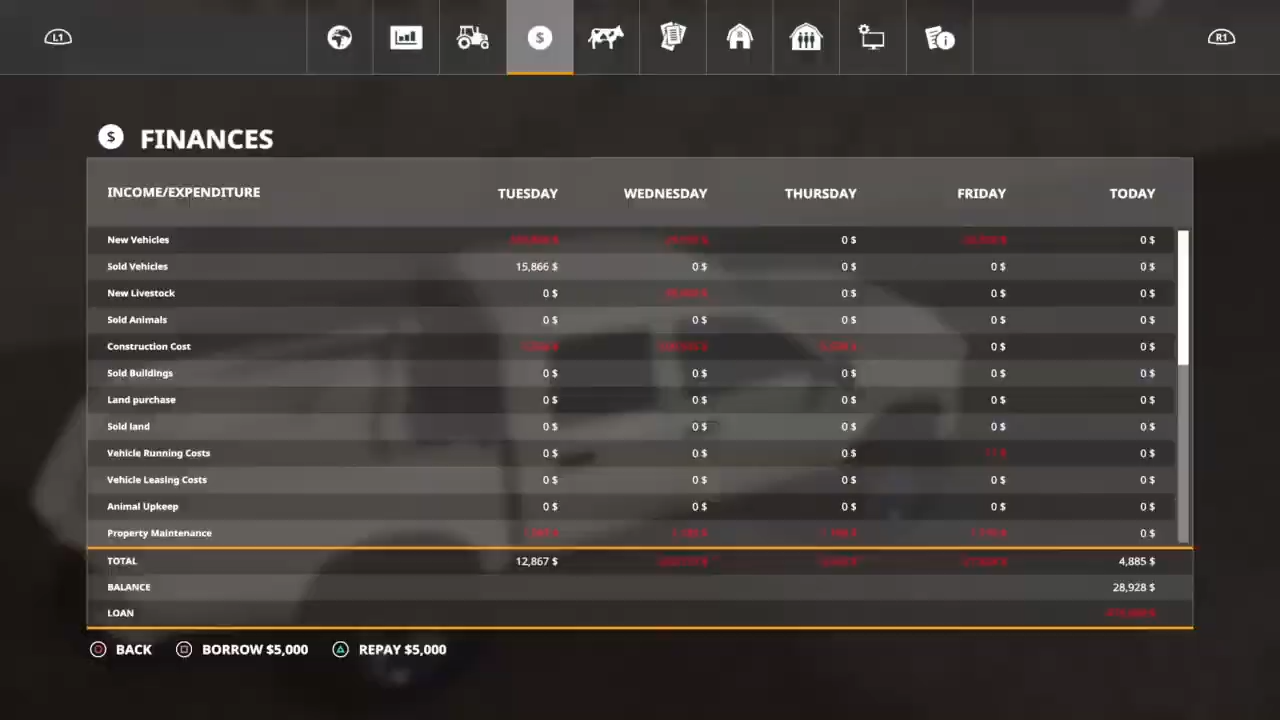 L1 $ R1
$ FINANCES
INCOME/EXPENDITURE TUESDAY WEDNESDAY THURSDAY FRIDAY TODAY
New Vehicles 0 $ 0 $
Sold Vehicles 15,866 $ 0 $ 0 $ 0 $ 0 $
New Livestock 0 $ 0 $ 0 $ 0 $
Sold Animals 0 $ 0 $ 0 $ 0 $ 0 $
Construction Cost 0 $ 0 $
Sold Buildings 0 $ 0 $ 0 $ 0 $ 0 $
Land purchase 0 $ 0 $ 0 $ 0 $ 0 $
Sold land 0 $ 0 $ 0 $ 0 $ 0 $
Vehicle Running Costs 0 $ 0 $ 0 $ 0 $
Vehicle Leasing Costs 0 $ 0 $ 0 $ 0 $ 0 $
Animal Upkeep 0 $ 0 $ 0 $ 0 $ 0 $
Property Maintenance 0 $
TOTAL 12,867 $ 4,885 $
BALANCE 28,928 $
LOAN
BACK BORROW $5,000 REPAY $5,000